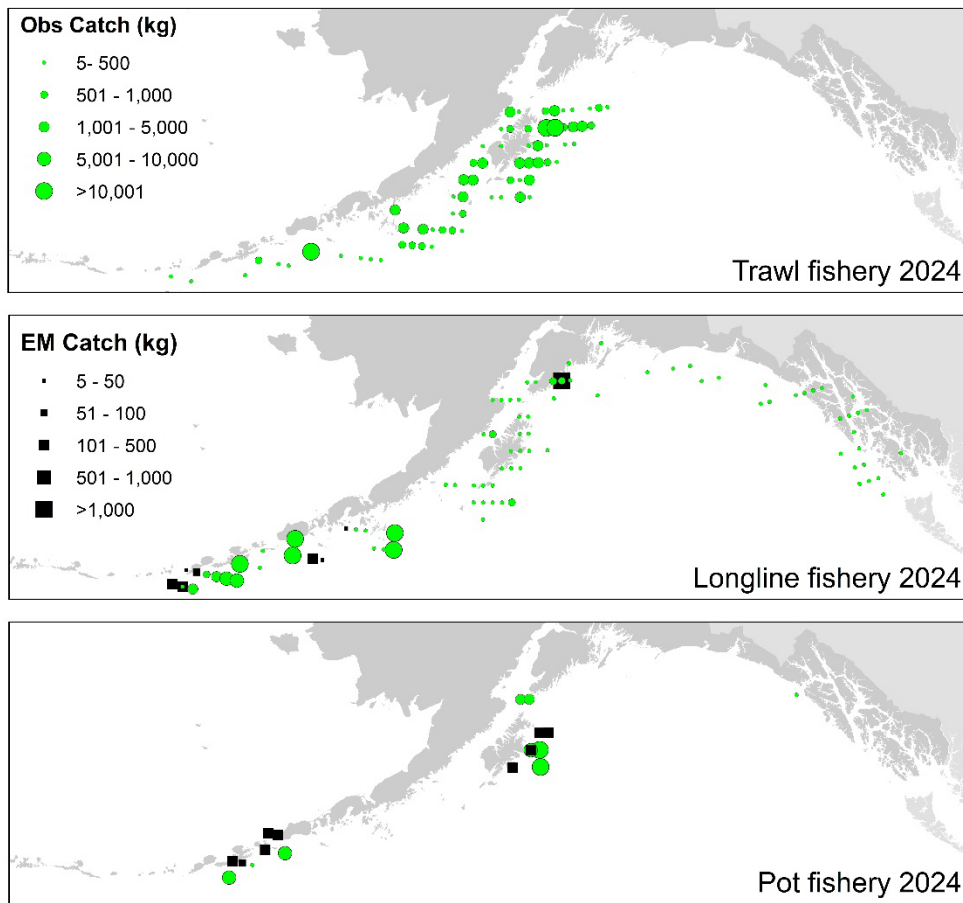 Obs Catch (kg)
5- 500
501 - 1,000
1,001 - 5,000
5,001 - 10,000
>10,001
Trawl fishery 2024
EM Catch (kg)
5 - 50
51 - 100
101 - 500
501 - 1,000
>1,000
Longline fishery 2024
Pot fishery 2024